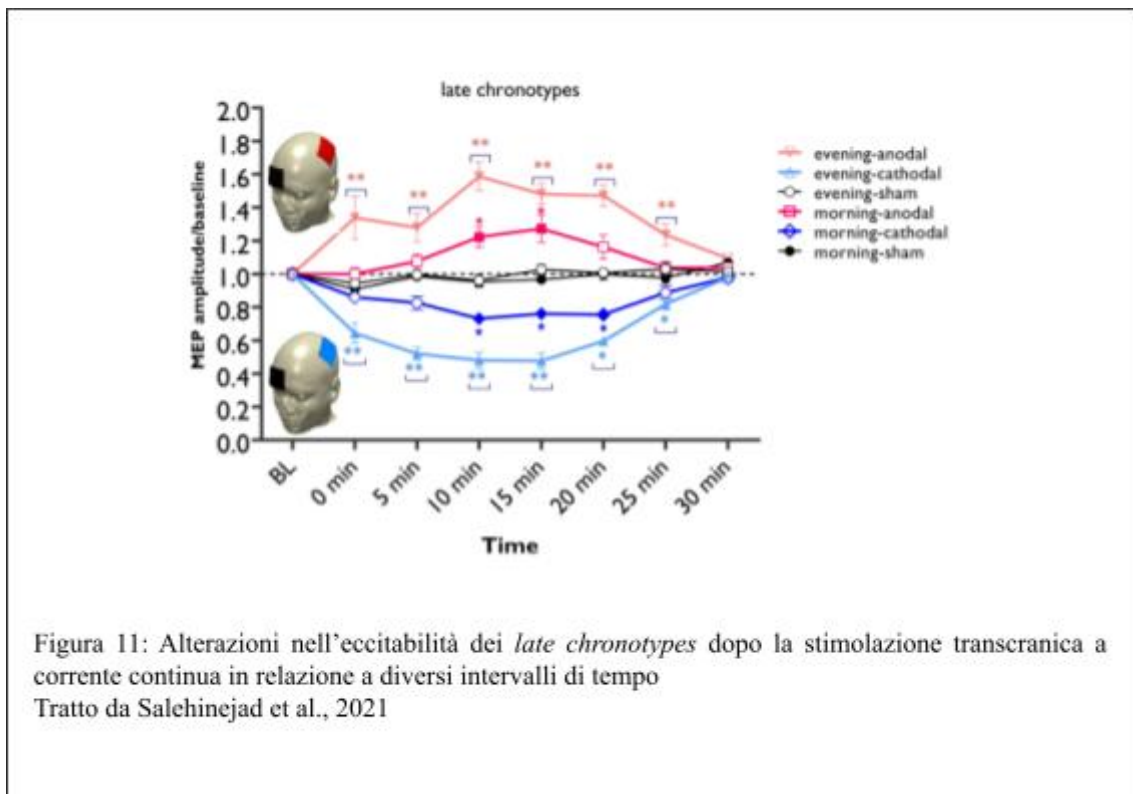 late chronotypes
2.0
1.8
1.6
1.4
1.2
1.0
0.8
0.6
0.4
0.2
0.0
MEP amplitude/baseline
** ** ** ** ** **
* *
* * *
** ** ** ** * *
evening-anodal
evening-cathodal
evening-sham
morning-anodal
morning-cathodal
morning-sham
BL
0 min
5 min
10 min
15 min
20 min
25 min
30 min
Time
Figura 11: Alterazioni nell’eccitabilità dei late chronotypes dopo la stimolazione transcranica a
corrente continua in relazione a diversi intervalli di tempo
Tratto da Salehinejad et al., 2021